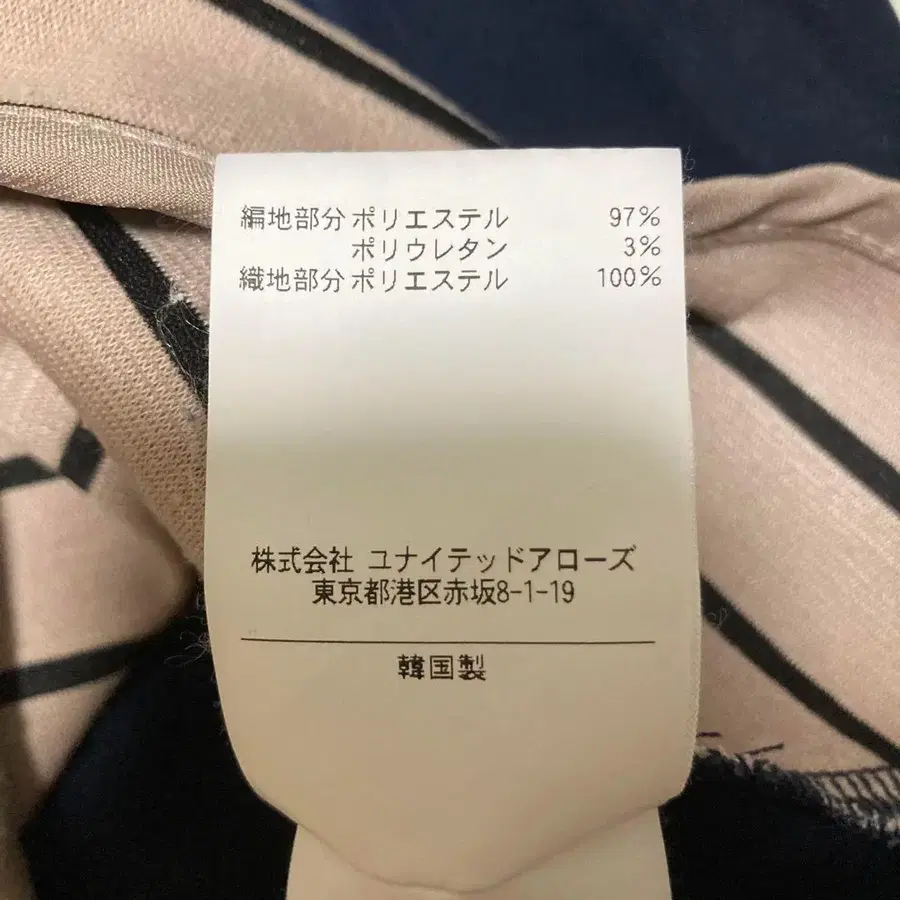 編地部分 ポリエステル 97%
ポリウレタン 3%
織地部分 ポリエステル 100%
株式会社 ユナイテッドアローズ
東京都港区赤坂8-1-19
韓国製